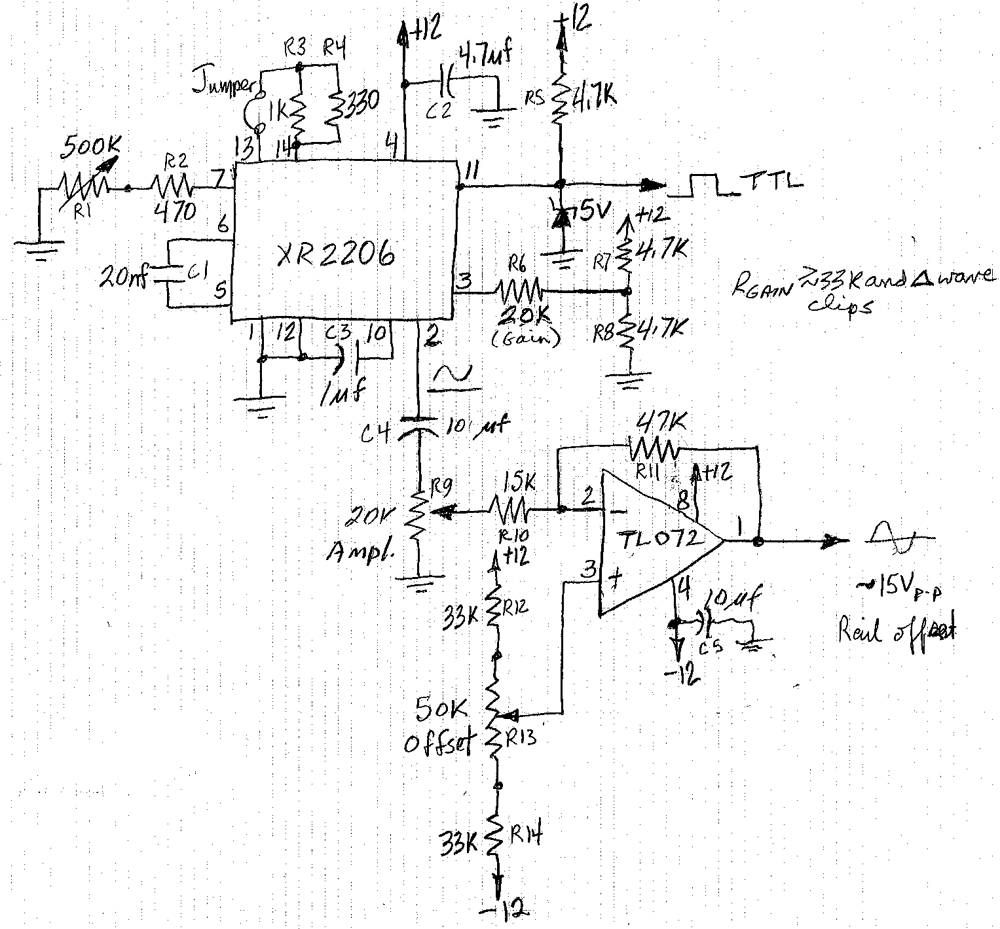 +12
+12
R3 R4
4.7µf
Jumper
1K
330
C2
R5
4.7K
500K
R2
13
14
4
11
TTL
7
R1
470
5V
+12
6
XR2206
R7
4.7K
20nf
C1
R6
3
RGAIN ≳33K and Δ wave
clips
5
20K
(Gain)
R8
4.7K
1
12
C3
10
2
1µf
C4
10 µf
47K
R11
+12
R9
15K
2
8
20K
Ampl.
R10
−
TL072
1
+12
3
+
4
10µf
~15VP-P
33K
R12
C5
Rail offset
-12
50K
Offset
R13
33K
R14
-12